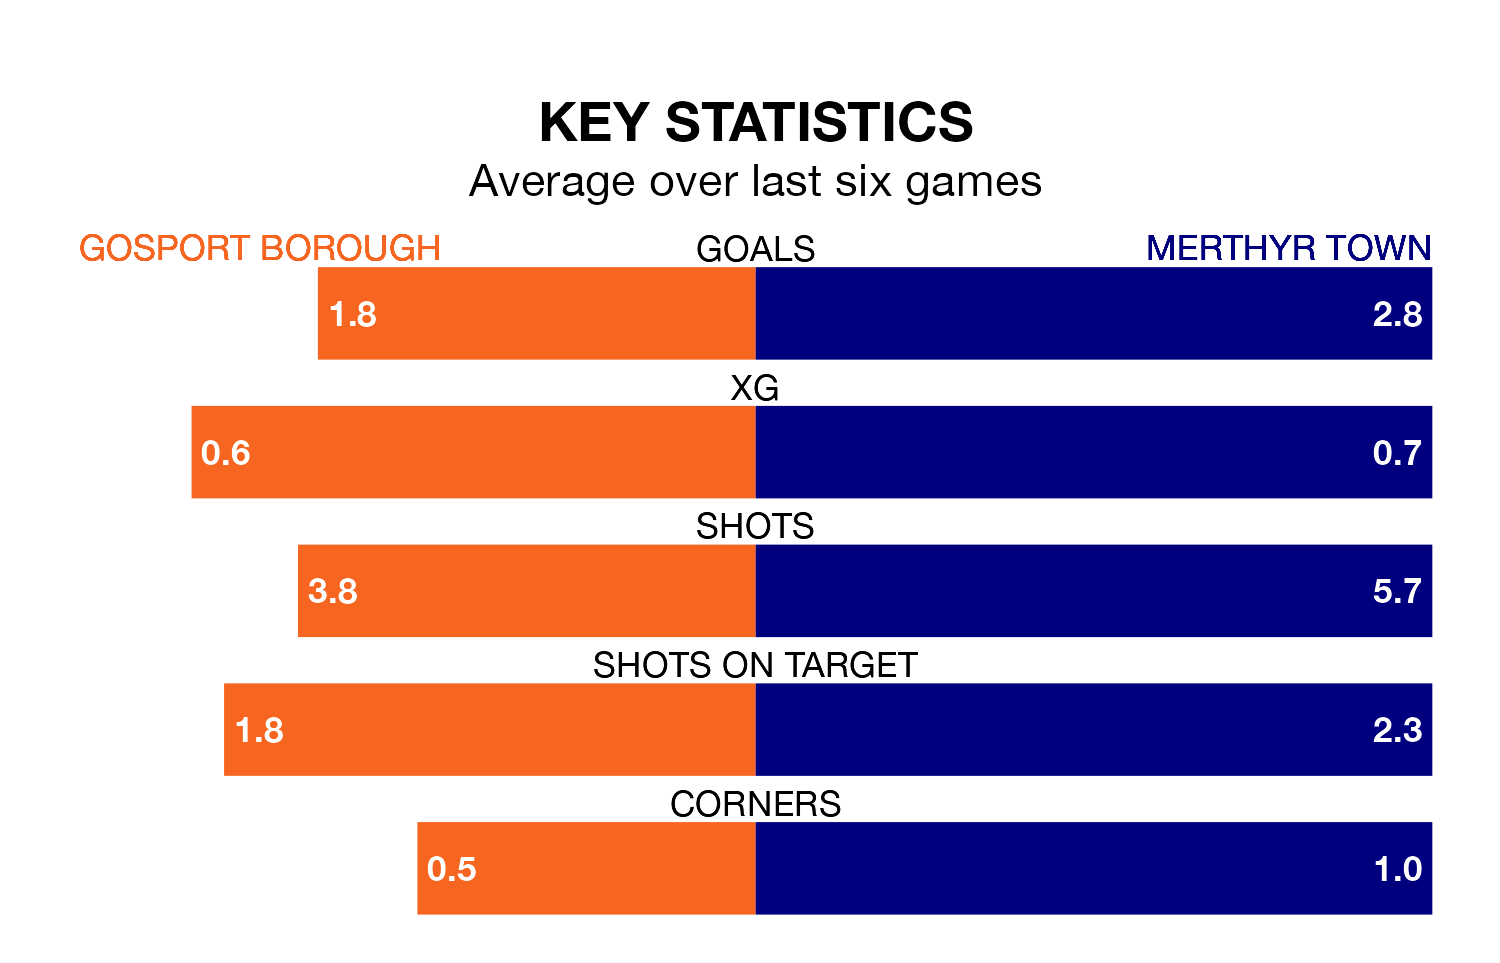 KEY STATISTICS
Average over last six games
GOSPORT BOROUGH GOALS MERTHYR TOWN
1.8 2.8
XG
0.6 0.7
SHOTS
3.8 5.7
SHOTS ON TARGET
1.8 2.3
CORNERS
0.5 1.0